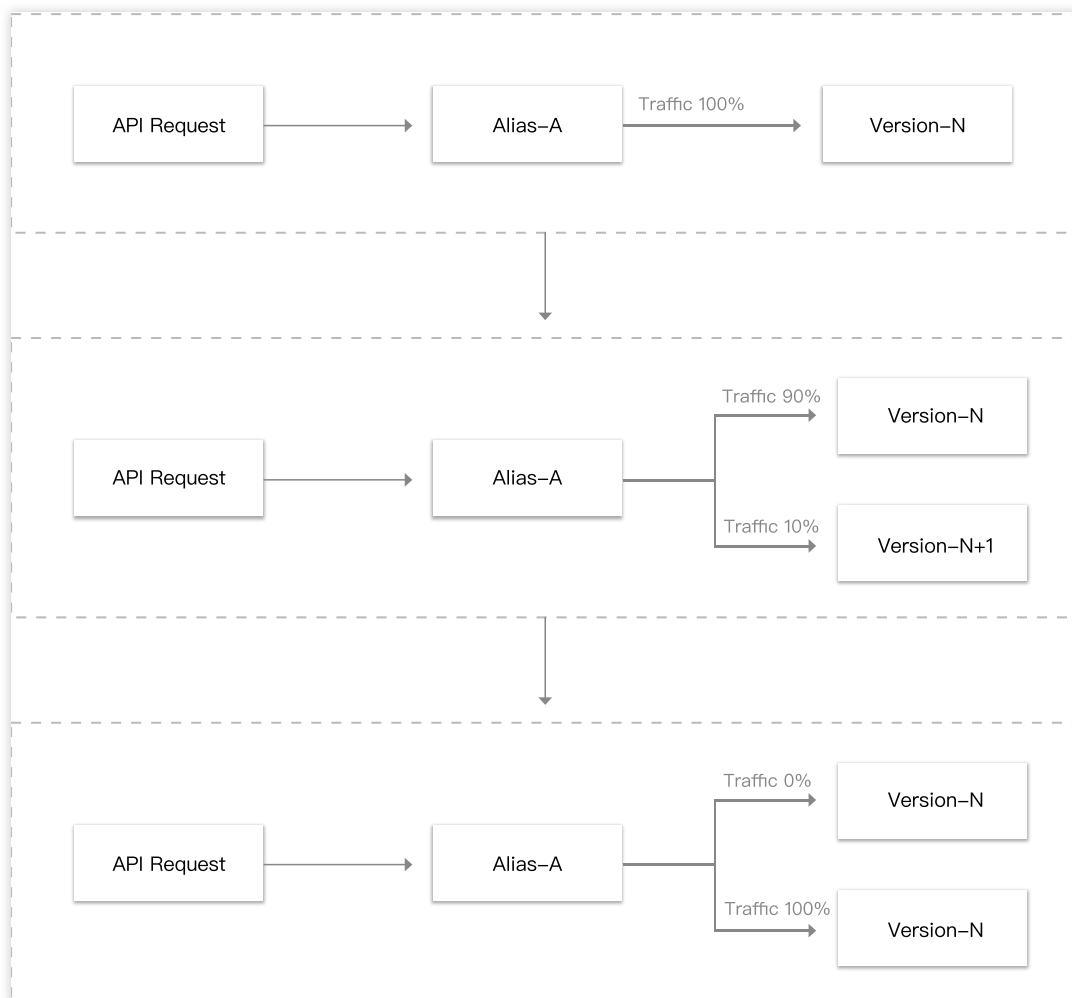 API Request
Alias–A
Traffic 100%
Version–N
API Request
Alias–A
Traffic 90%
Version–N
Traffic 10%
Version–N+1
API Request
Alias–A
Traffic 0%
Version–N
Traffic 100%
Version–N